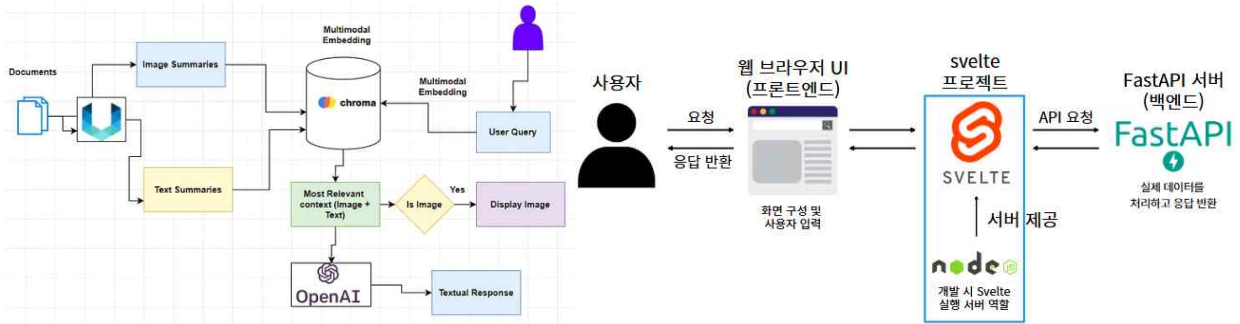 Multimodal
Embedding
Documents
Image Summaries
chroma
Multimodal
Embedding
User Query
Text Summaries
Most Relevant
context (Image +
Text)
Is Image
Yes
Display Image
OpenAI
Textual Response
사용자
요청
응답 반환
웹 브라우저 UI
(프론트엔드)
화면 구성 및
사용자 입력
svelte
프로젝트
SVELTE
서버 제공
node
JS
개발 시 Svelte
실행 서버 역할
API 요청
FastAPI 서버
(백엔드)
FastAPI
실제 데이터를
처리하고 응답 반환